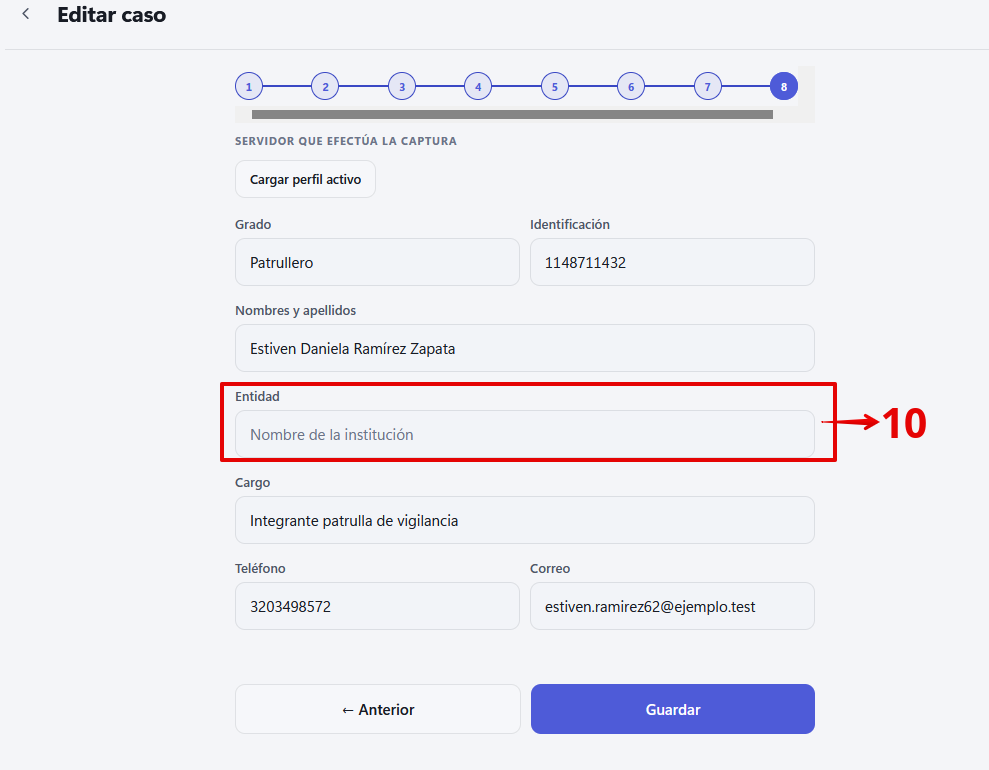 Editar caso
1 2 3 4 5 6 7 8
SERVIDOR QUE EFECTÚA LA CAPTURA
Cargar perfil activo
Grado Identificación
Patrullero 1148711432
Nombres y apellidos
Estiven Daniela Ramírez Zapata
Entidad
Nombre de la institución
10
Cargo
Integrante patrulla de vigilancia
Teléfono Correo
3203498572 estiven.ramirez62@ejemplo.test
← Anterior Guardar